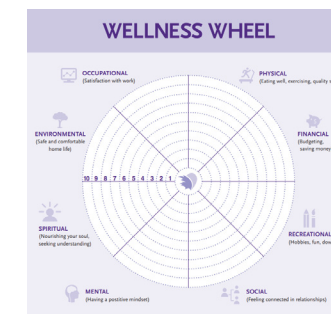 WELLNESS WHEEL
OCCUPATIONAL
(Satisfaction with work)
PHYSICAL
(Eating well, exercising, quality s
ENVIRONMENTAL
(Safe and comfortable
home life)
FINANCIAL
(Budgeting,
saving money
10 9 8 7 6 5 4 3 2 1
SPIRITUAL
(Nourishing your soul,
seeking understanding)
RECREATIONAL
(Hobbies, fun, dow
MENTAL
(Having a positive mindset)
SOCIAL
(Feeling connected in relationships)